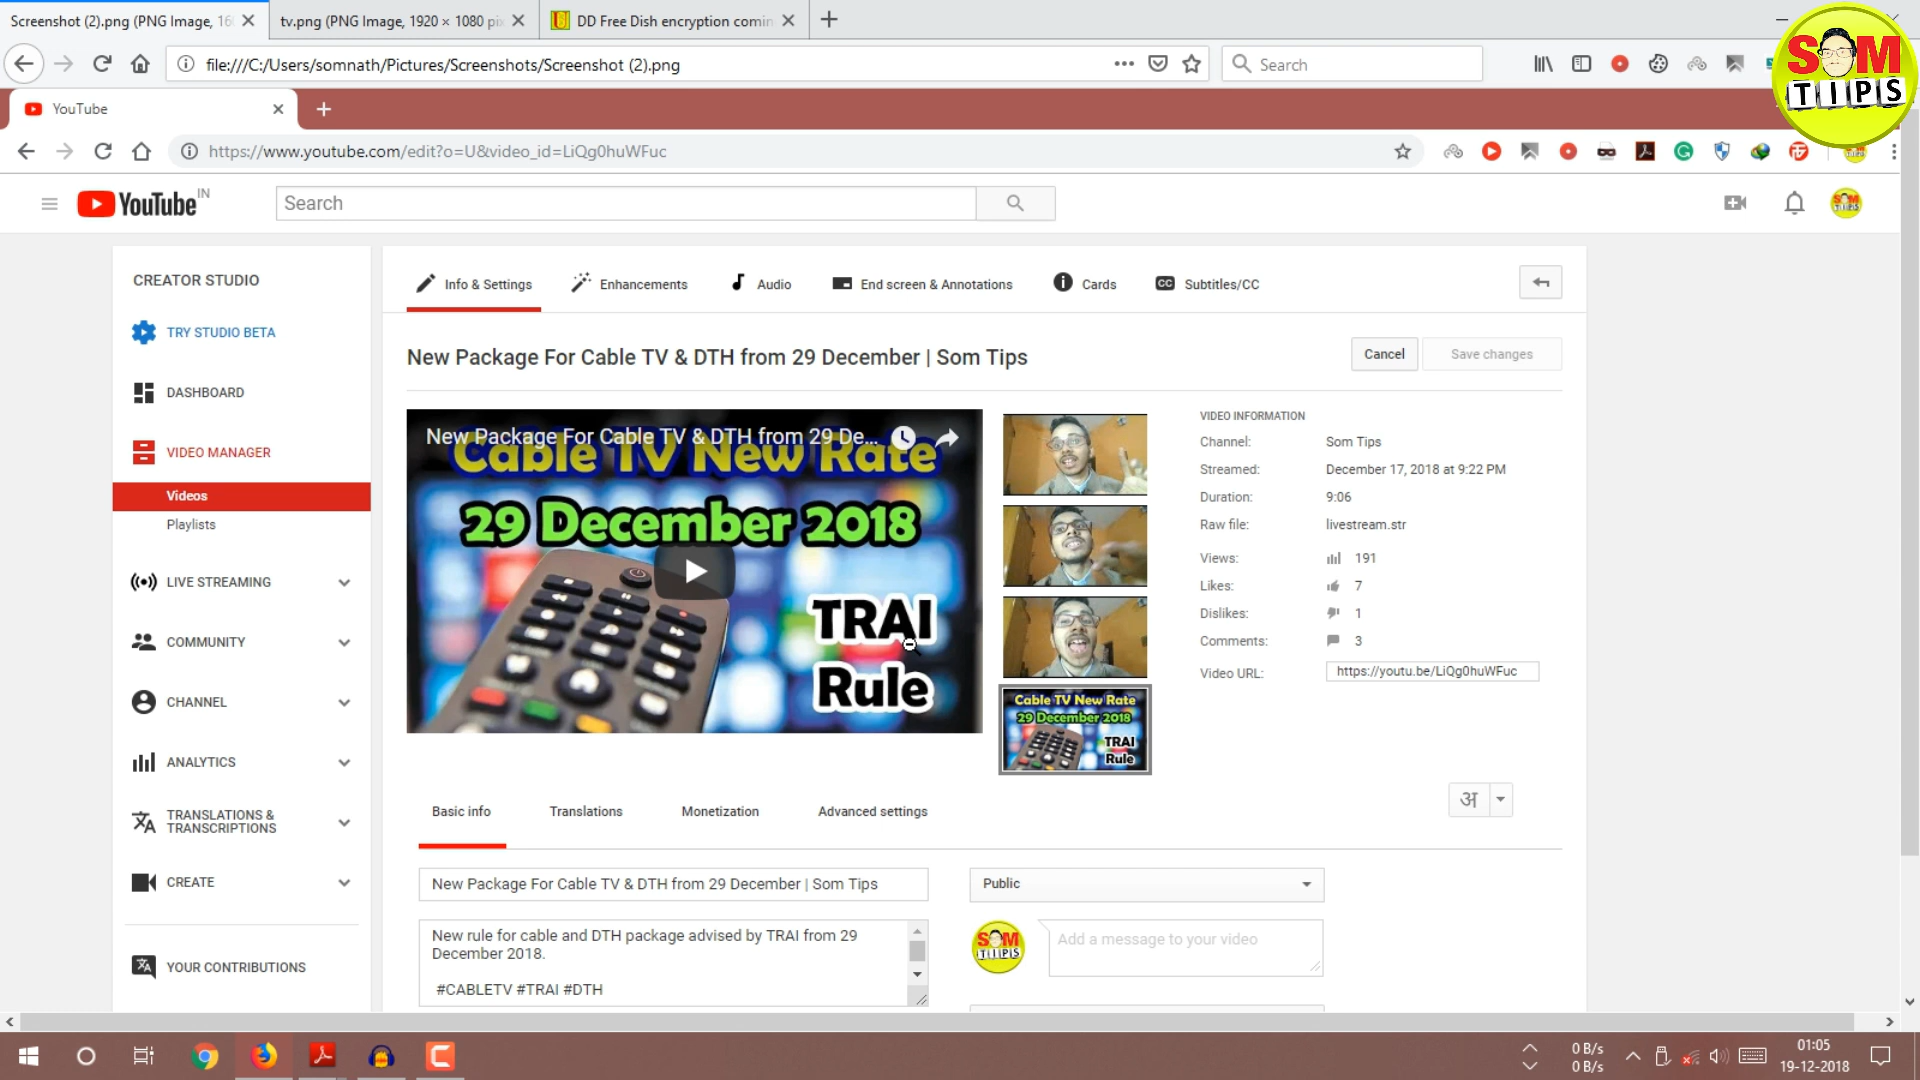 Screenshot (2).png (PNG Image, 16
tv.png (PNG Image, 1920 × 1080 pi
DD Free Dish encryption comin
file:///C:/Users/somnath/Pictures/Screenshots/Screenshot (2).png
Search
SOM
TIPS
YouTube
https://www.youtube.com/edit?o=U&video_id=LiQg0huWFuc
YouTube IN
Search
CREATOR STUDIO
TRY STUDIO BETA
DASHBOARD
VIDEO MANAGER
Videos
Playlists
LIVE STREAMING
COMMUNITY
CHANNEL
ANALYTICS
TRANSLATIONS &
TRANSCRIPTIONS
CREATE
YOUR CONTRIBUTIONS
Info & Settings
Enhancements
Audio
End screen & Annotations
Cards
CC Subtitles/CC
New Package For Cable TV & DTH from 29 December | Som Tips
Cancel
Save changes
New Package For Cable TV & DTH from 29 De...
Cable TV New Rate
29 December 2018
TRAI
Rule
Cable TV New Rate
29 December 2018
TRAI
Rule
VIDEO INFORMATION
Channel: Som Tips
Streamed: December 17, 2018 at 9:22 PM
Duration: 9:06
Raw file: livestream.str
Views: 191
Likes: 7
Dislikes: 1
Comments: 3
Video URL: https://youtu.be/LiQg0huWFuc
अ
Basic info
Translations
Monetization
Advanced settings
New Package For Cable TV & DTH from 29 December | Som Tips
Public
New rule for cable and DTH package advised by TRAI from 29
December 2018.
#CABLETV #TRAI #DTH
SOM
TIPS
Add a message to your video
0 B/s
0 B/s
01:05
19-12-2018